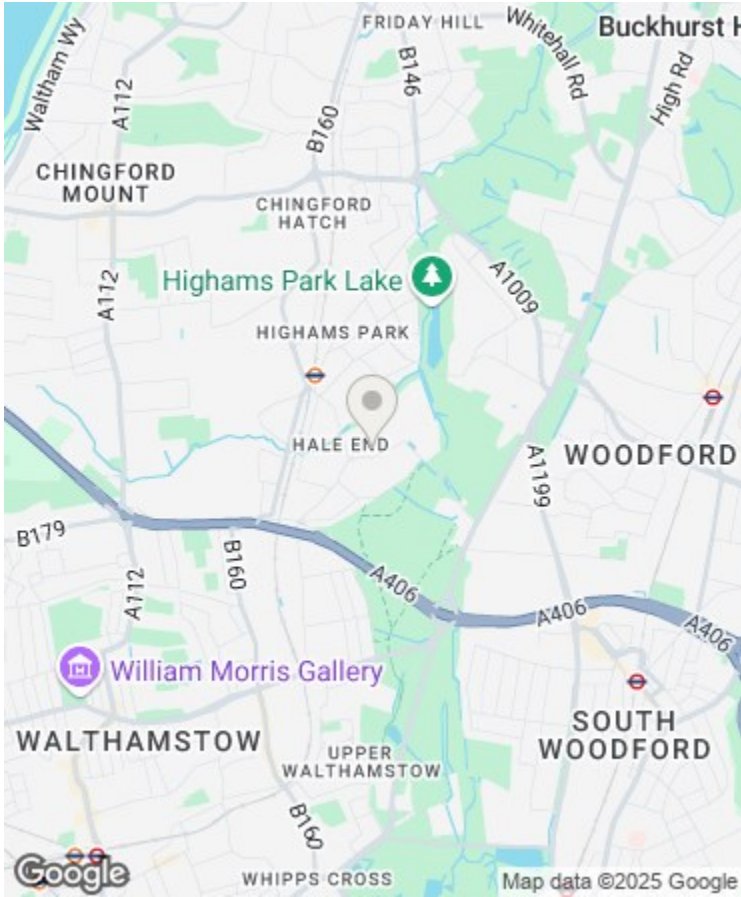 FRIDAY HILL
Whitehall Rd
Buckhurst H
Waltham Wy
A112
B160
B146
High Rd
CHINGFORD
MOUNT
CHINGFORD
HATCH
Highams Park Lake
A1009
A112
HIGHAMS PARK
HALE END
WOODFORD
A1199
B179
A112
B160
A406
A406
A406
William Morris Gallery
WALTHAMSTOW
SOUTH
WOODFORD
UPPER
WALTHAMSTOW
B160
Google
WHIPPS CROSS
Map data ©2025 Google